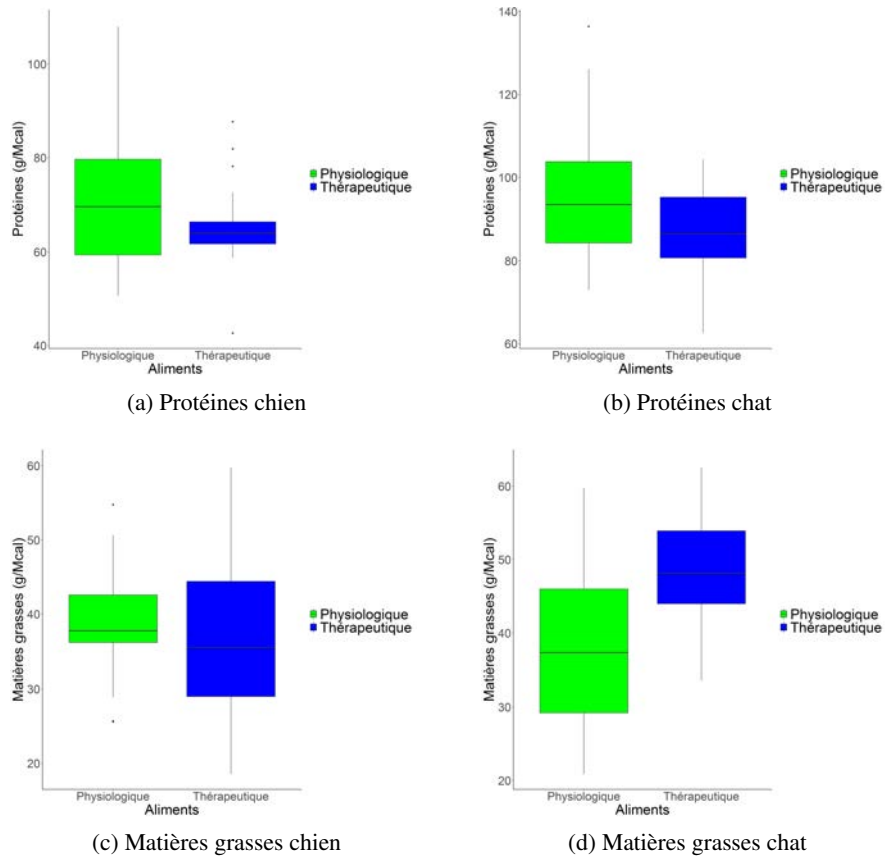 Protéines (g/Mcal)
100
80
60
40
Physiologique
Thérapeutique
Aliments
Physiologique
Thérapeutique
(a) Protéines chien
Protéines (g/Mcal)
140
120
100
80
60
Physiologique
Thérapeutique
Aliments
Physiologique
Thérapeutique
(b) Protéines chat
Matières grasses (g/Mcal)
60
50
40
30
20
Physiologique
Thérapeutique
Aliments
Physiologique
Thérapeutique
(c) Matières grasses chien
Matières grasses (g/Mcal)
60
50
40
30
20
Physiologique
Thérapeutique
Aliments
Physiologique
Thérapeutique
(d) Matières grasses chat